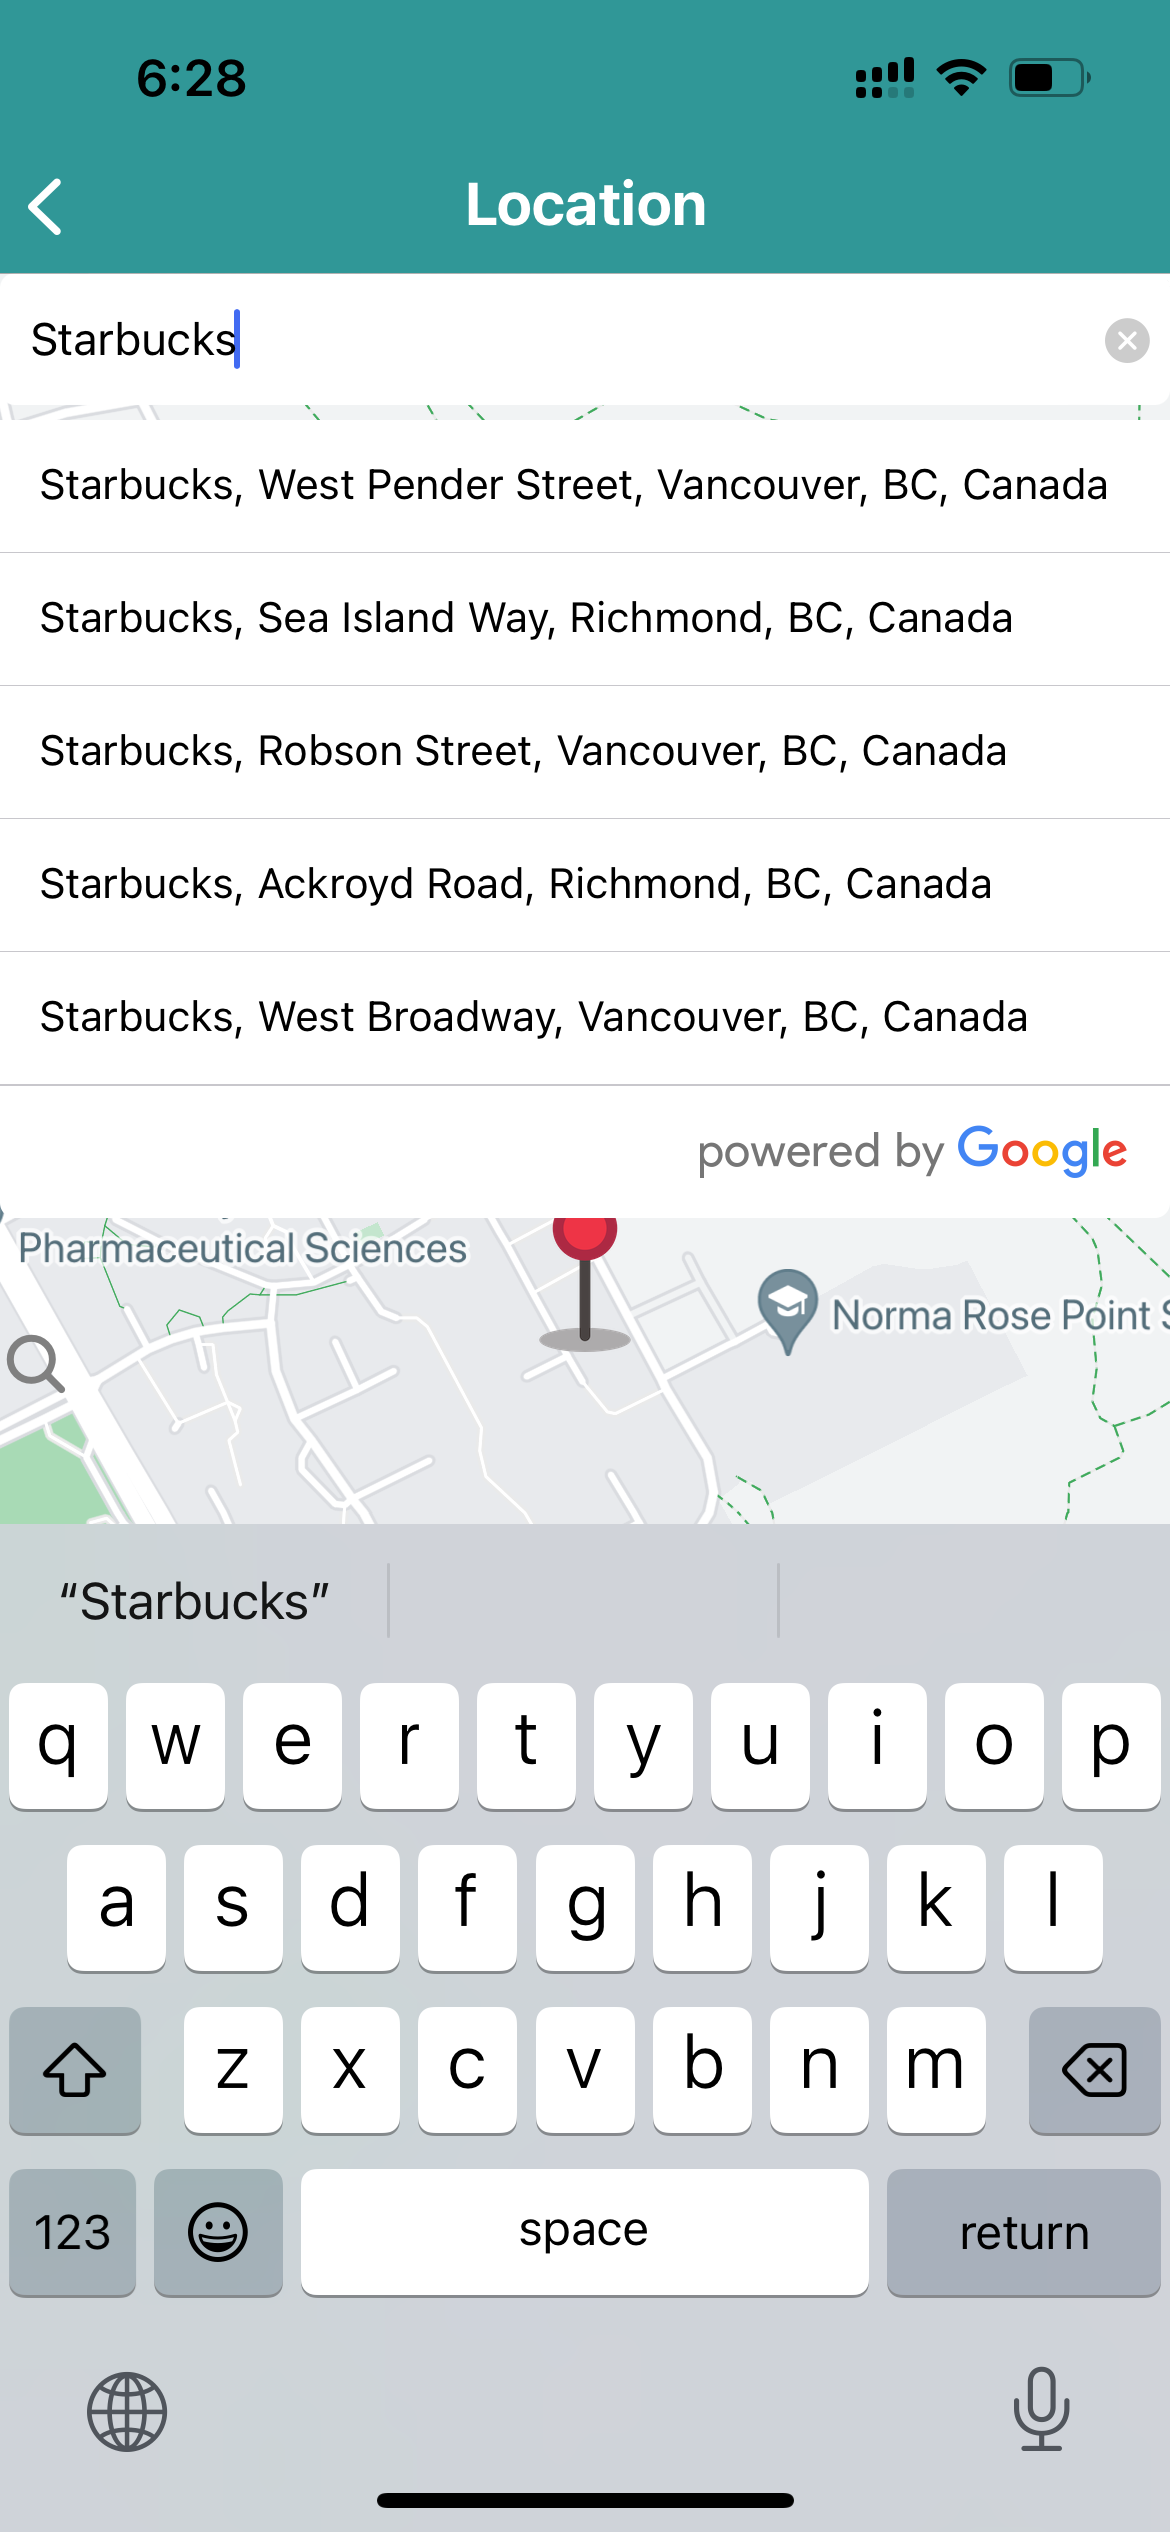 6:28
Location
Starbucks
Starbucks, West Pender Street, Vancouver, BC, Canada
Starbucks, Sea Island Way, Richmond, BC, Canada
Starbucks, Robson Street, Vancouver, BC, Canada
Starbucks, Ackroyd Road, Richmond, BC, Canada
Starbucks, West Broadway, Vancouver, BC, Canada
powered by Google
Pharmaceutical Sciences
Norma Rose Point S
“Starbucks”
q w e r t y u i o p
a s d f g h j k l
z x c v b n m
123 space return